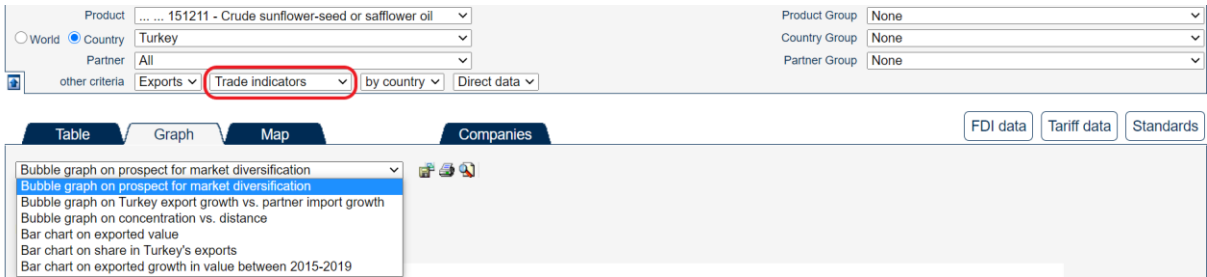 Product ... ... 151211 - Crude sunflower-seed or safflower oil Product Group None
World Country Turkey Country Group None
Partner All Partner Group None
other criteria Exports Trade indicators by country Direct data
Table Graph Map Companies FDI data Tariff data Standards
Bubble graph on prospect for market diversification
Bubble graph on prospect for market diversification
Bubble graph on Turkey export growth vs. partner import growth
Bubble graph on concentration vs. distance
Bar chart on exported value
Bar chart on share in Turkey's exports
Bar chart on exported growth in value between 2015-2019